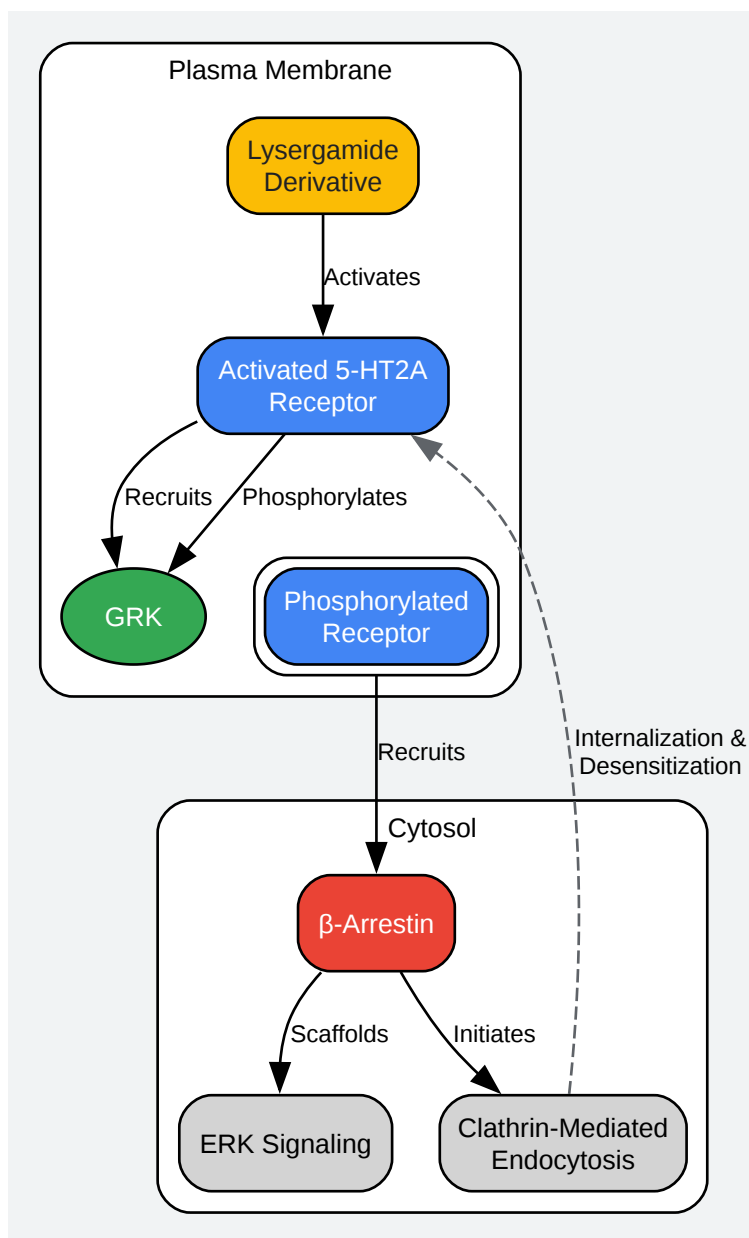 Plasma Membrane
Lysergamide
Derivative
Activates
Activated 5-HT2A
Receptor
Recruits
Phosphorylates
GRK
Phosphorylated
Receptor
Recruits
Internalization &
Desensitization
Cytosol
β-Arrestin
Scaffolds
Initiates
ERK Signaling
Clathrin-Mediated
Endocytosis